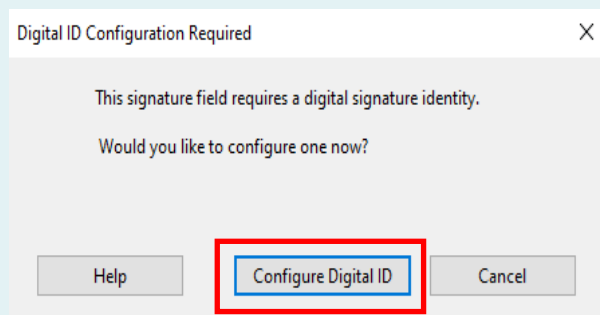 Digital ID Configuration Required
This signature field requires a digital signature identity.
Would you like to configure one now?
Help
Configure Digital ID
Cancel